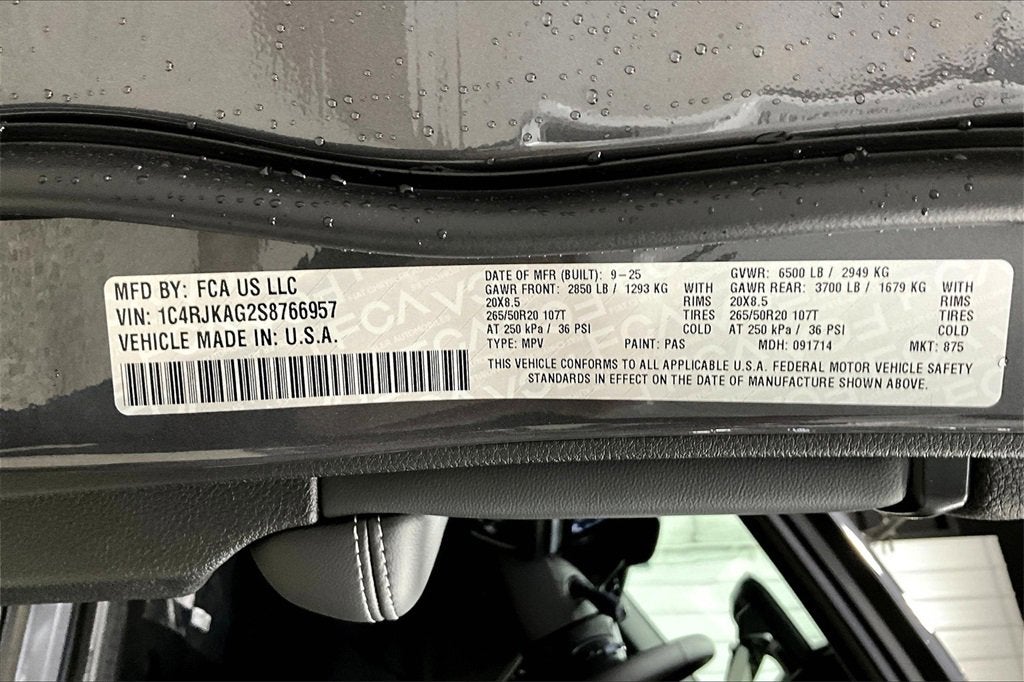 MFD BY: FCA US LLC
VIN: 1C4RJKAG2S8766957
VEHICLE MADE IN: U.S.A.
DATE OF MFR (BUILT): 9-25 GVWR: 6500 LB / 2949 KG
GAWR FRONT: 2850 LB / 1293 KG WITH GAWR REAR: 3700 LB / 1679 KG WITH
20X8.5 RIMS 20X8.5 RIMS
265/50R20 107T TIRES 265/50R20 107T TIRES
AT 250 kPa / 36 PSI COLD AT 250 kPa / 36 PSI COLD
TYPE: MPV PAINT: PAS MDH: 091714 MKT: 875
THIS VEHICLE CONFORMS TO ALL APPLICABLE U.S.A. FEDERAL MOTOR VEHICLE SAFETY
STANDARDS IN EFFECT ON THE DATE OF MANUFACTURE SHOWN ABOVE.